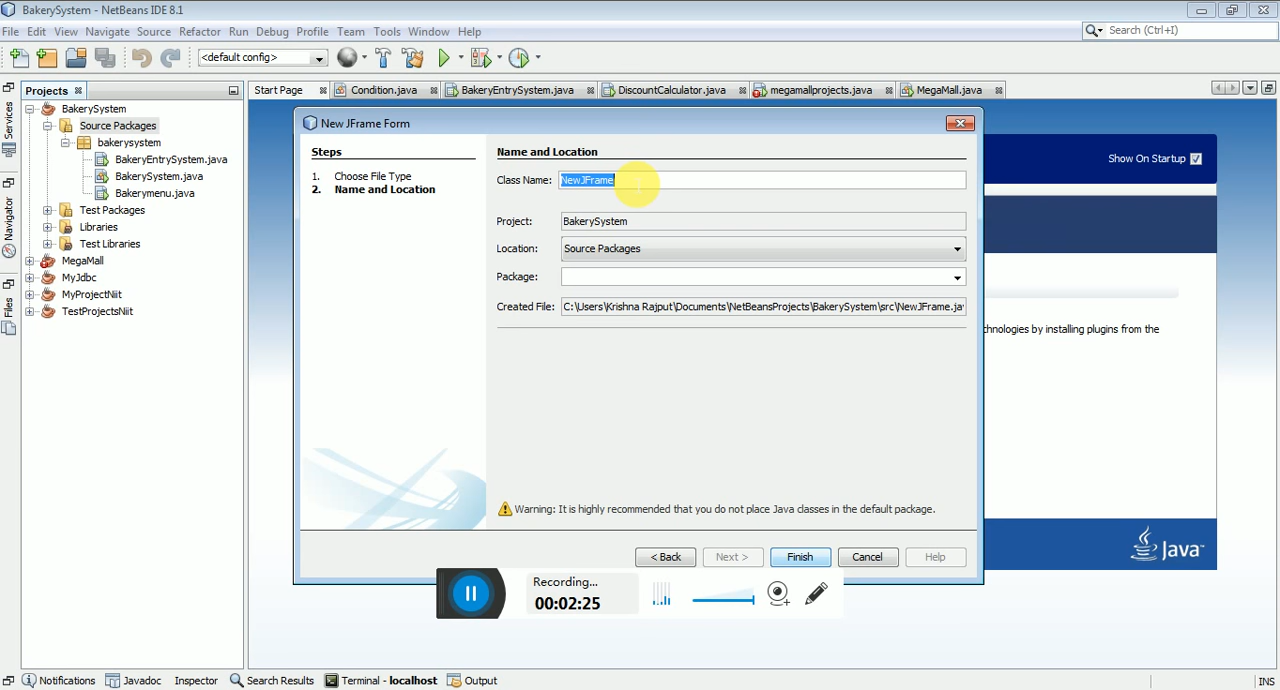 BakerySystem - NetBeans IDE 8.1
File Edit View Navigate Source Refactor Run Debug Profile Team Tools Window Help
Search (Ctrl+I)
<default config>
Projects
Start Page
Condition.java
BakeryEntrySystem.java
DiscountCalculator.java
megamallprojects.java
MegaMall.java
Services
Navigator
Files
BakerySystem
Source Packages
bakerysystem
BakeryEntrySystem.java
BakerySystem.java
Bakerymenu.java
Test Packages
Libraries
Test Libraries
MegaMall
MyJdbc
MyProjectNiit
TestProjectsNiit
New JFrame Form
Steps
1. Choose File Type
2. Name and Location
Name and Location
Class Name: NewJFrame
Project: BakerySystem
Location: Source Packages
Package:
Created File: C:\Users\Krishna Rajput\Documents\NetBeansProjects\BakerySystem\src\NewJFrame.jav
Warning: It is highly recommended that you do not place Java classes in the default package.
< Back Next > Finish Cancel Help
Show On Startup
chnologies by installing plugins from the
Java™
Recording...
00:02:25
Notifications Javadoc Inspector Search Results Terminal - localhost Output
INS